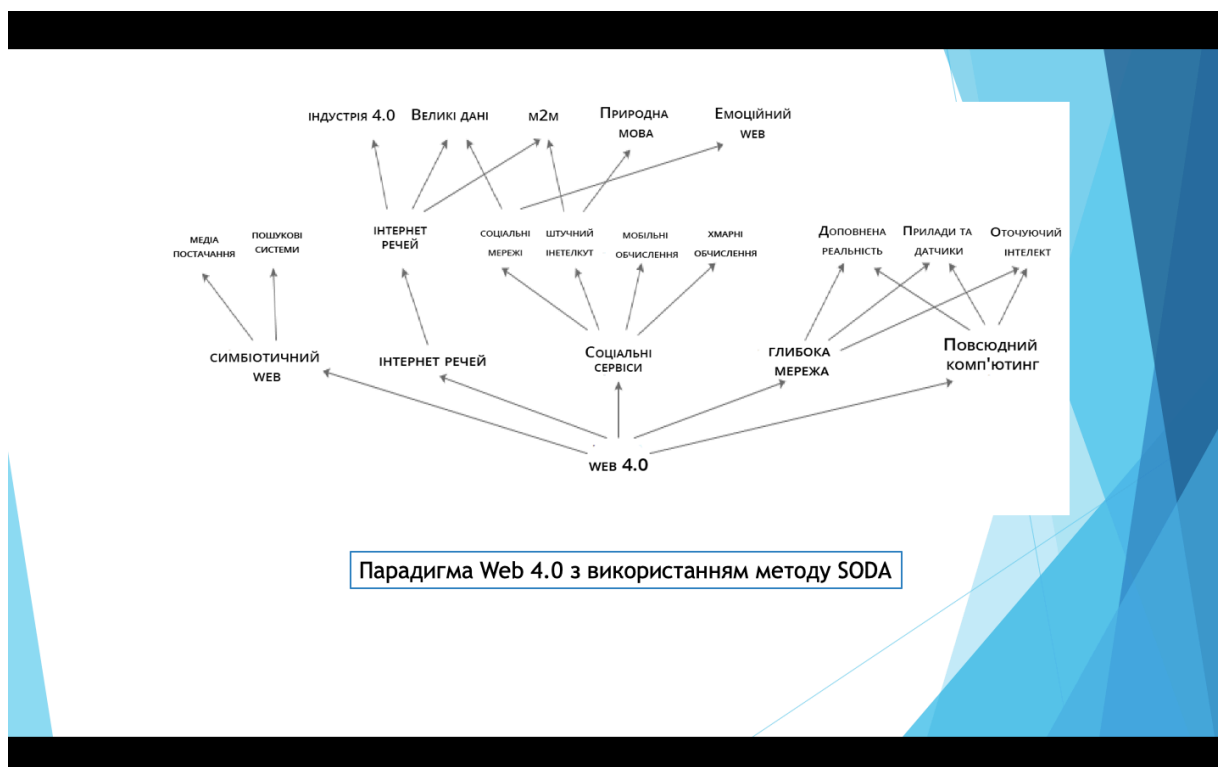 ІНДУСТРІЯ 4.0
ВЕЛИКІ ДАНІ
М2М
ПРИРОДНА
МОВА
ЕМОЦІЙНИЙ
WEB
МЕДІА
ПОСТАЧАННЯ
ПОШУКОВІ
СИСТЕМИ
ІНТЕРНЕТ
РЕЧЕЙ
СОЦІАЛЬНІ
МЕРЕЖІ
ШТУЧНИЙ
ІНЕТЕЛКУТ
МОБІЛЬНІ
ОБЧИСЛЕННЯ
ХМАРНІ
ОБЧИСЛЕННЯ
ДОПОВНЕНА
РЕАЛЬНІСТЬ
ПРИЛАДИ ТА
ДАТЧИКИ
ОТОЧУЮЧИЙ
ІНТЕЛЕКТ
СИМБІОТИЧНИЙ
WEB
ІНТЕРНЕТ РЕЧЕЙ
СОЦІАЛЬНІ
СЕРВІСИ
ГЛИБОКА
МЕРЕЖА
ПОВСЮДНИЙ
КОМП'ЮТИНГ
WEB 4.0
Парадигма Web 4.0 з використанням методу SODA